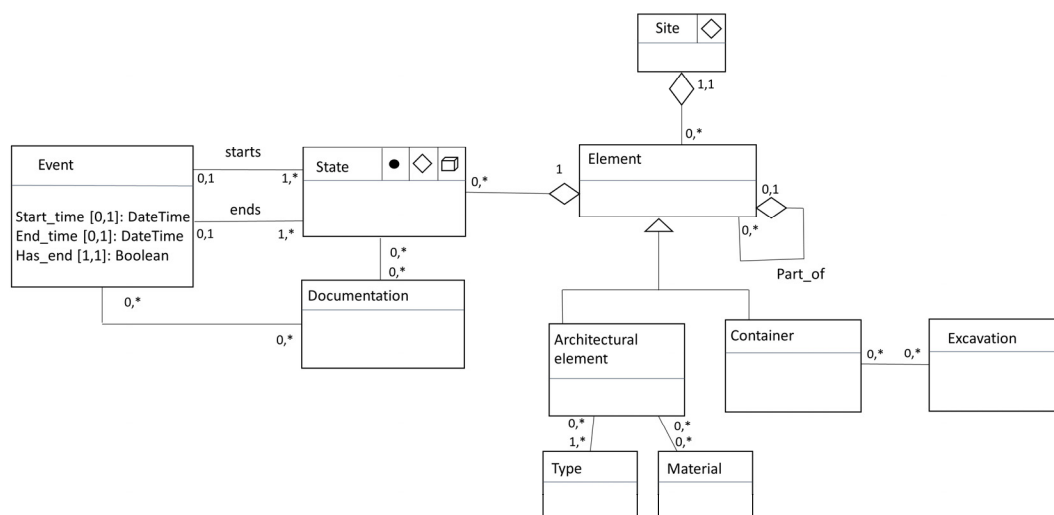 Site
1,1
0,*
Event
starts
State
0,1
1,*
ends
0,1
1,*
Start_time [0,1]: DateTime
End_time [0,1]: DateTime
Has_end [1,1]: Boolean
0,*
1
Element
0,1
0,*
Part_of
0,*
0,*
Documentation
0,*
0,*
Architectural
element
Container
0,*
0,*
Excavation
0,*
1,*
0,*
0,*
Type
Material